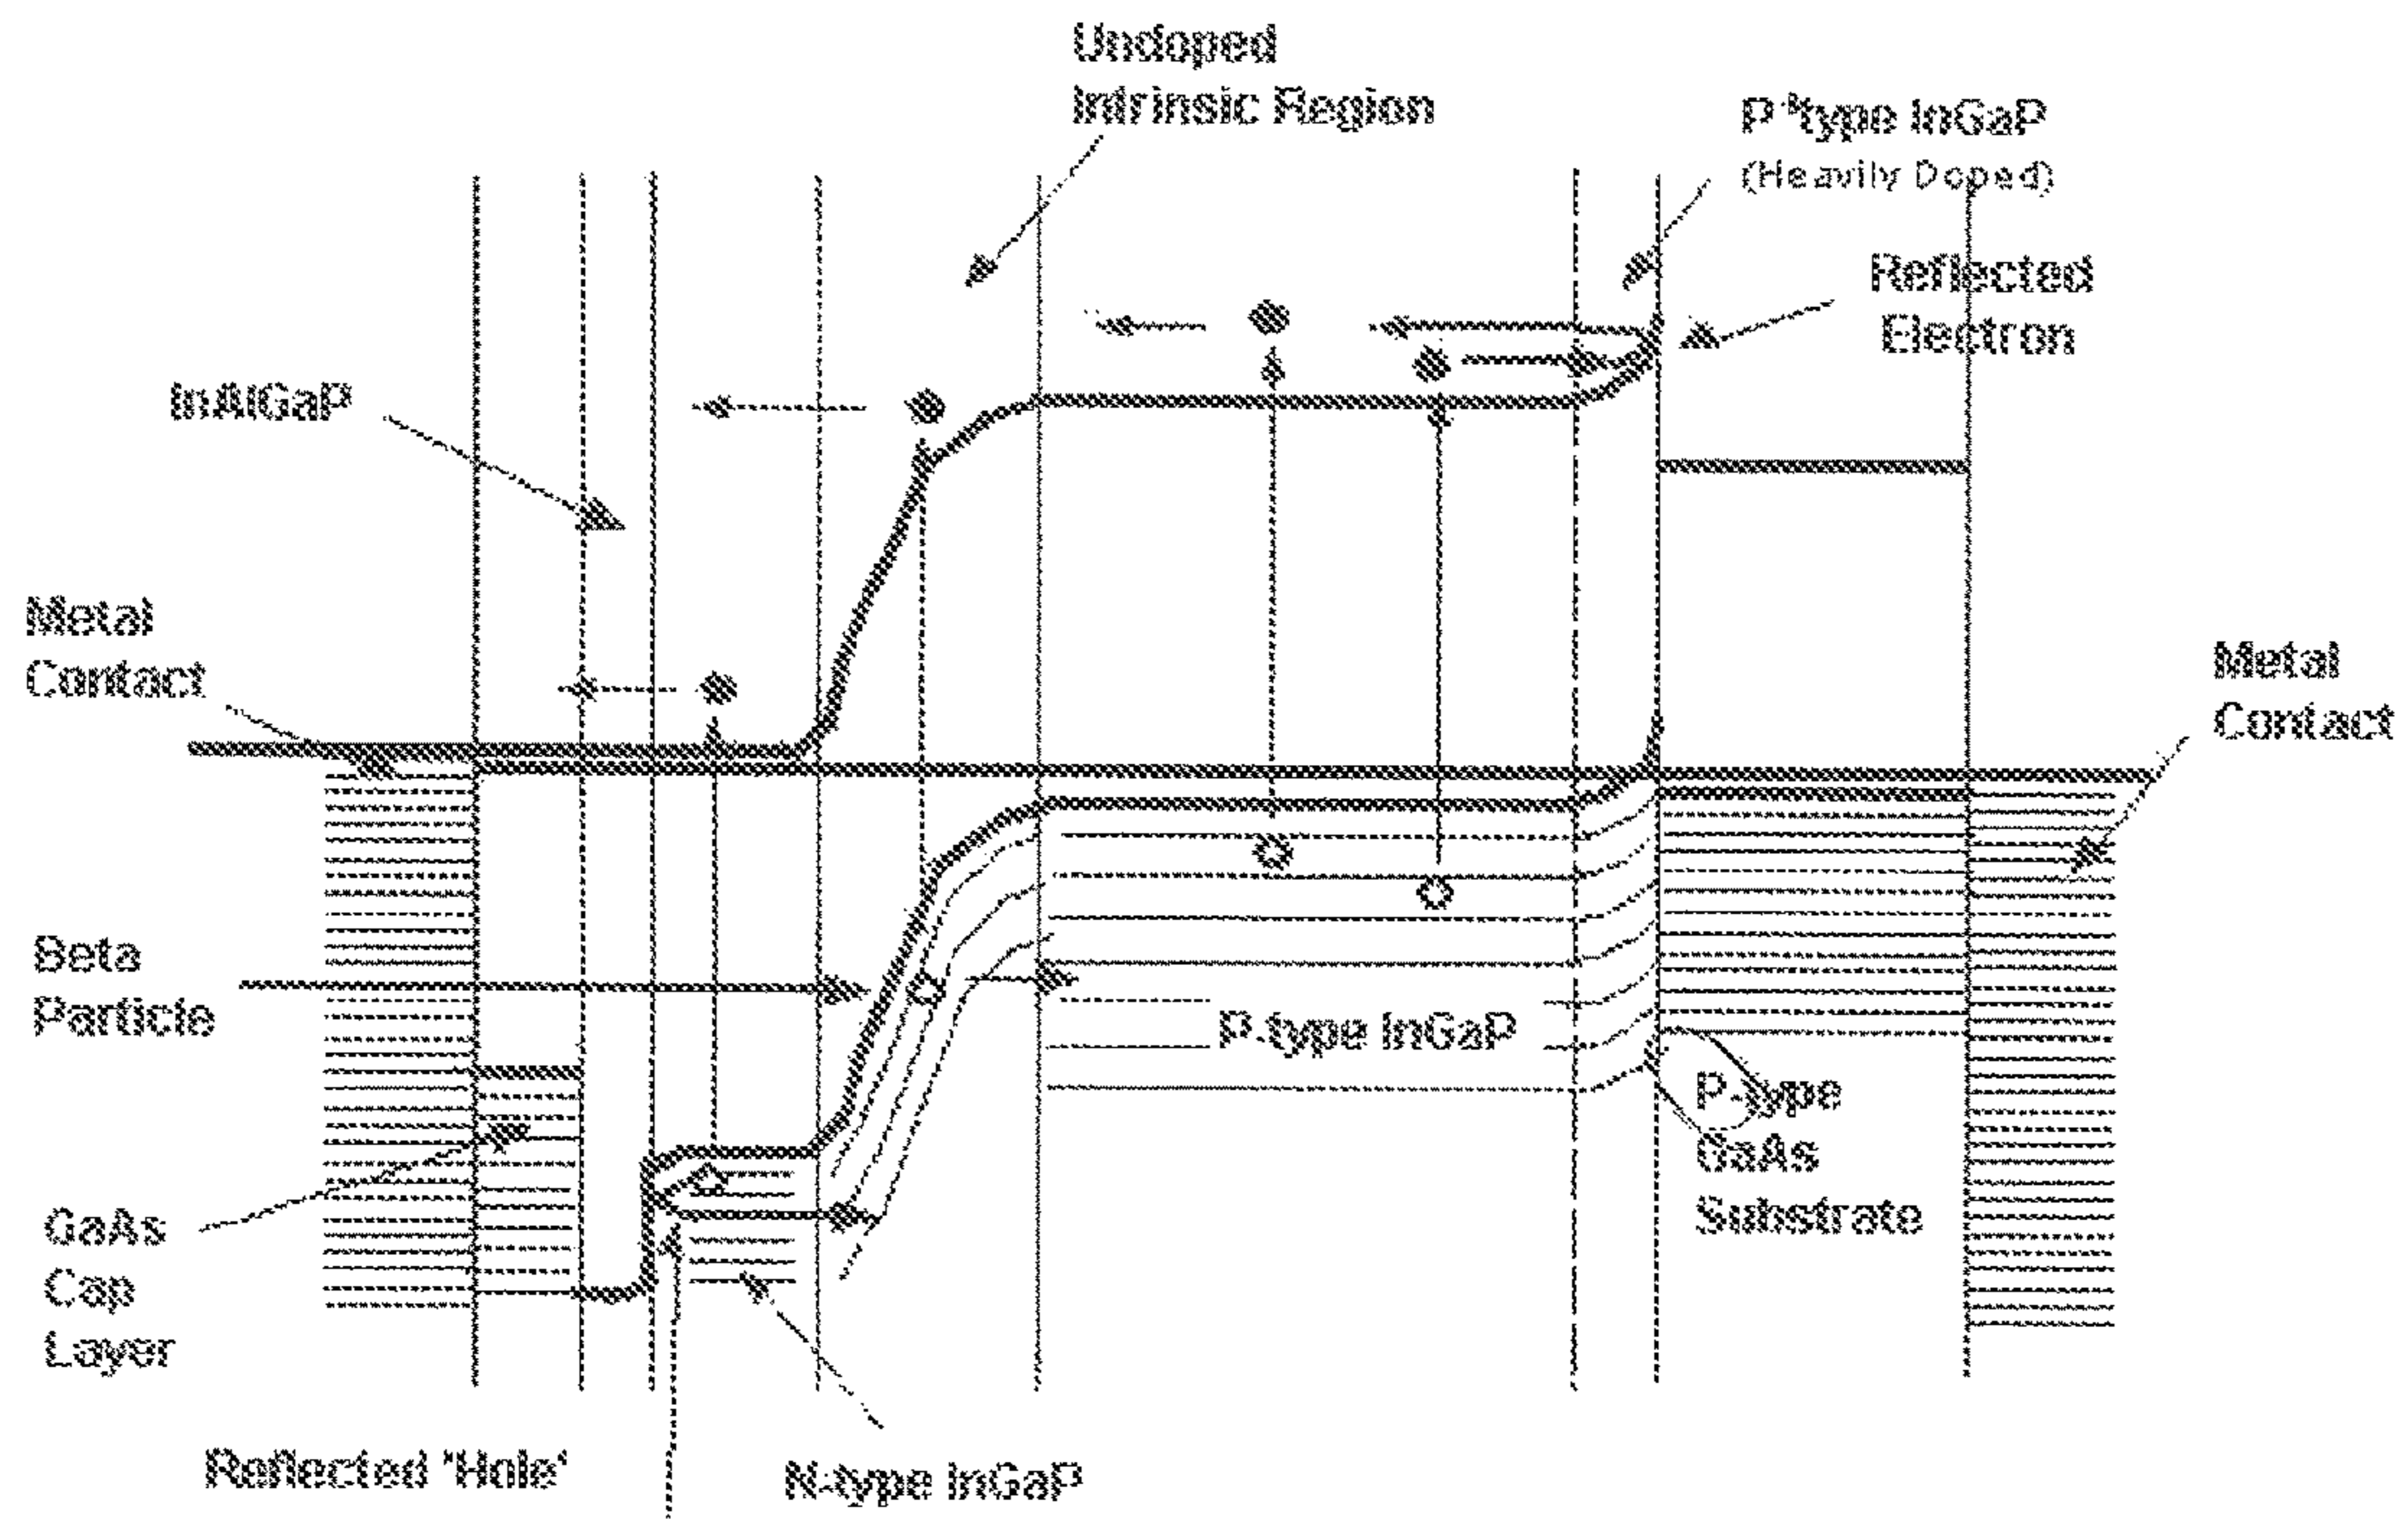 Undoped
Intrinsic Region
P⁺type InGaP
(Heavily Doped)
Reflected
Electron
InAlGaP
Metal
Contact
Metal
Contact
Beta
Particle
P-type InGaP
P-type
GaAs
Substrate
GaAs
Cap
Layer
Reflected 'Hole'
N-type InGaP